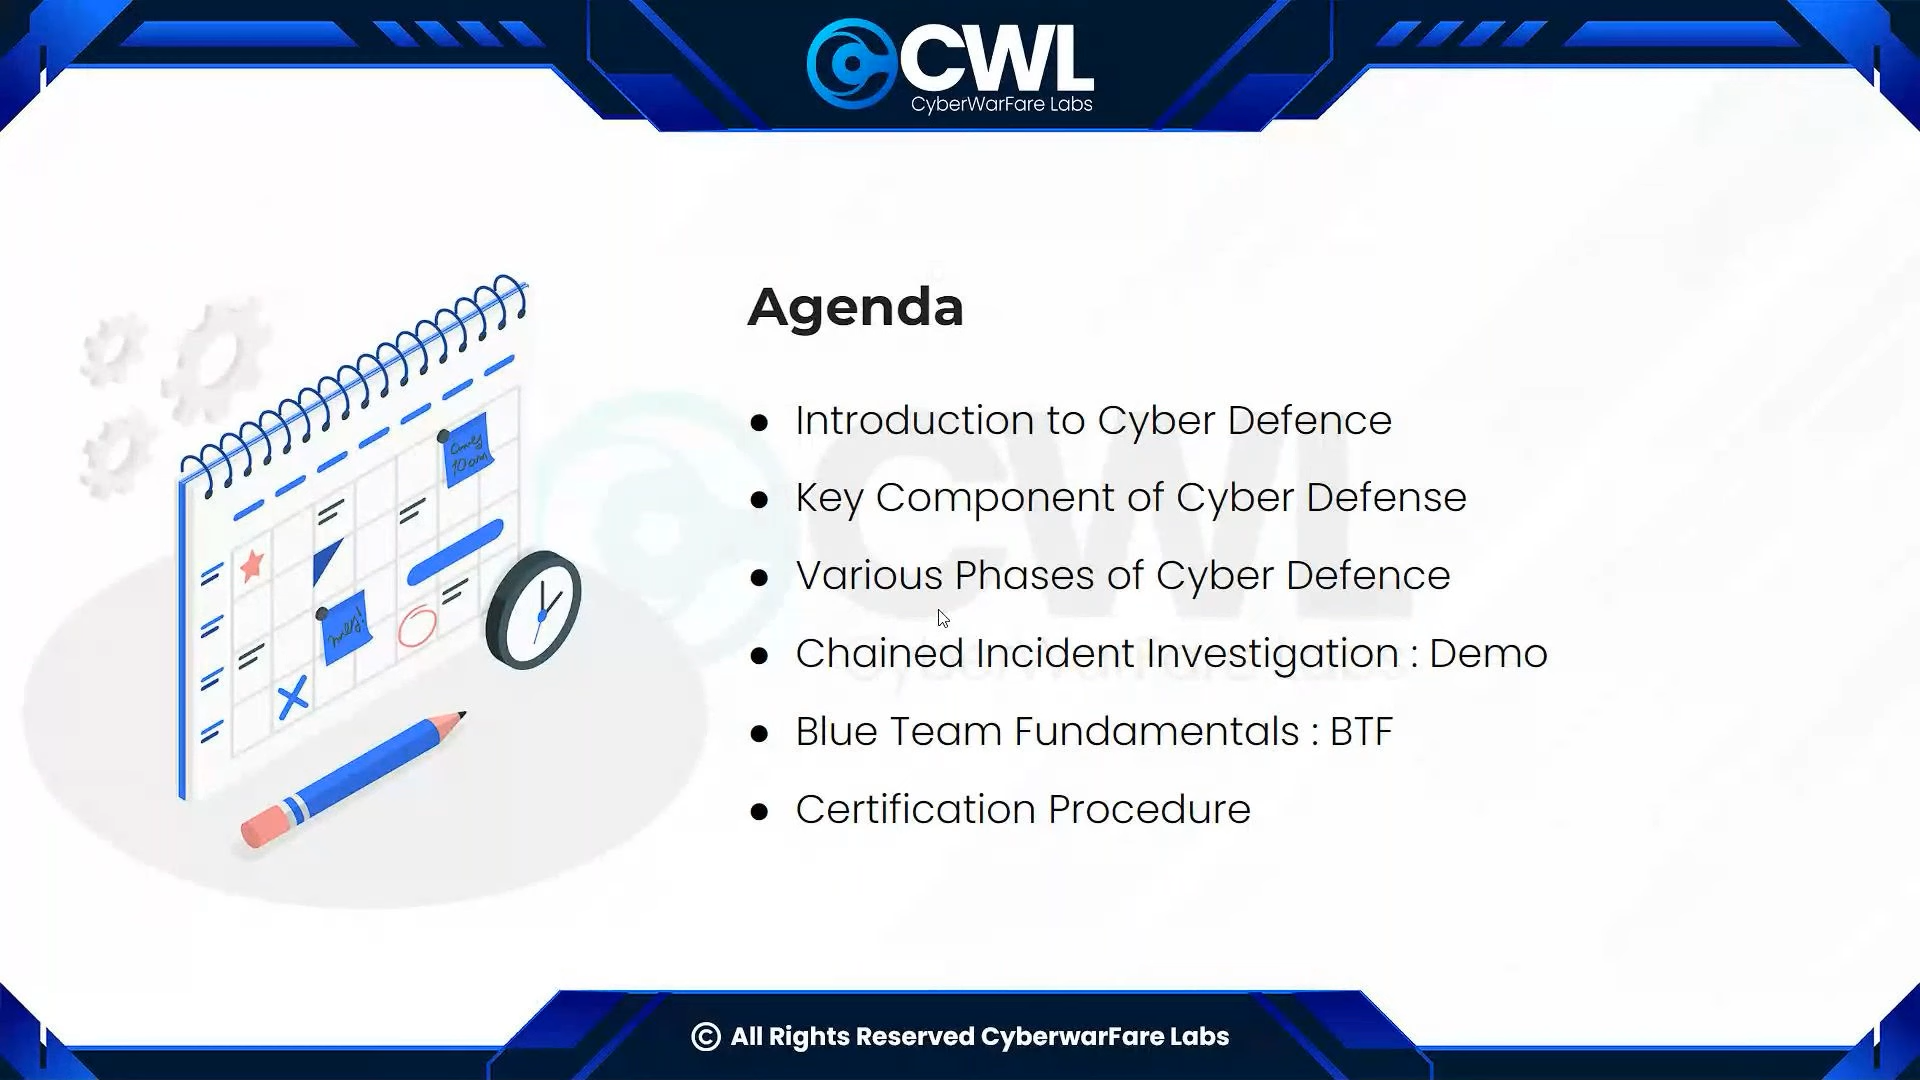 CWL
CyberWarFare Labs
Agenda
● Introduction to Cyber Defence
● Key Component of Cyber Defense
● Various Phases of Cyber Defence
● Chained Incident Investigation : Demo
● Blue Team Fundamentals : BTF
● Certification Procedure
© All Rights Reserved CyberwarFare Labs